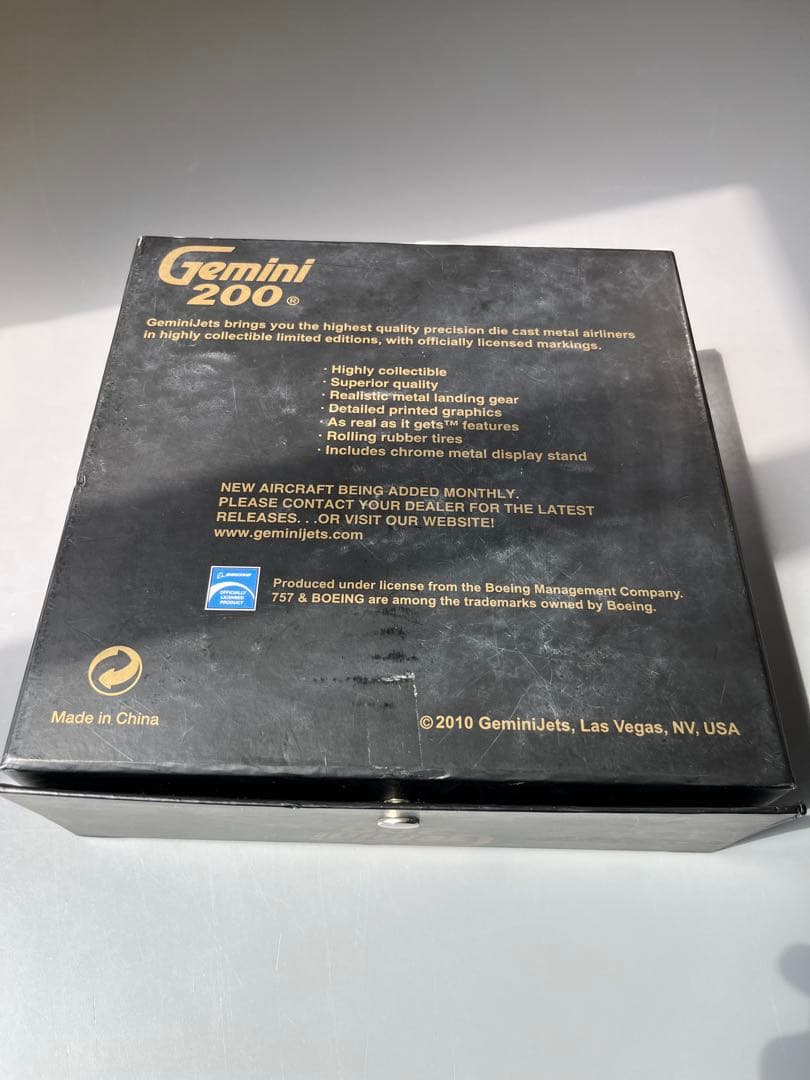 Gemini
200®
GeminiJets brings you the highest quality precision die cast metal airliners
in highly collectible limited editions, with officially licensed markings.
· Highly collectible
· Superior quality
· Realistic metal landing gear
· Detailed printed graphics
· As real as it gets™ features
· Rolling rubber tires
· Includes chrome metal display stand
NEW AIRCRAFT BEING ADDED MONTHLY.
PLEASE CONTACT YOUR DEALER FOR THE LATEST
RELEASES. . .OR VISIT OUR WEBSITE!
www.geminijets.com
BOEING
OFFICIALLY
LICENSED
PRODUCT
Produced under license from the Boeing Management Company.
757 & BOEING are among the trademarks owned by Boeing.
Made in China
©2010 GeminiJets, Las Vegas, NV, USA